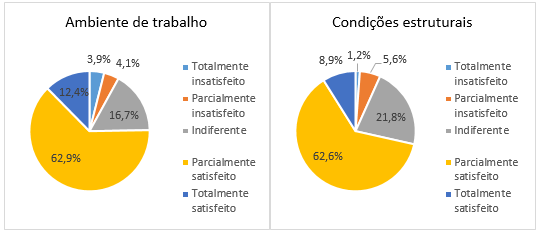 Ambiente de trabalho
3,9%
4,1%
12,4%
16,7%
62,9%
Totalmente
insatisfeito
Parcialmente
insatisfeito
Indiferente
Parcialmente
satisfeito
Totalmente
satisfeito
Condições estruturais
1,2%
8,9%
5,6%
21,8%
62,6%
Totalmente
insatisfeito
Parcialmente
insatisfeito
Indiferente
Parcialmente
satisfeito
Totalmente
satisfeito